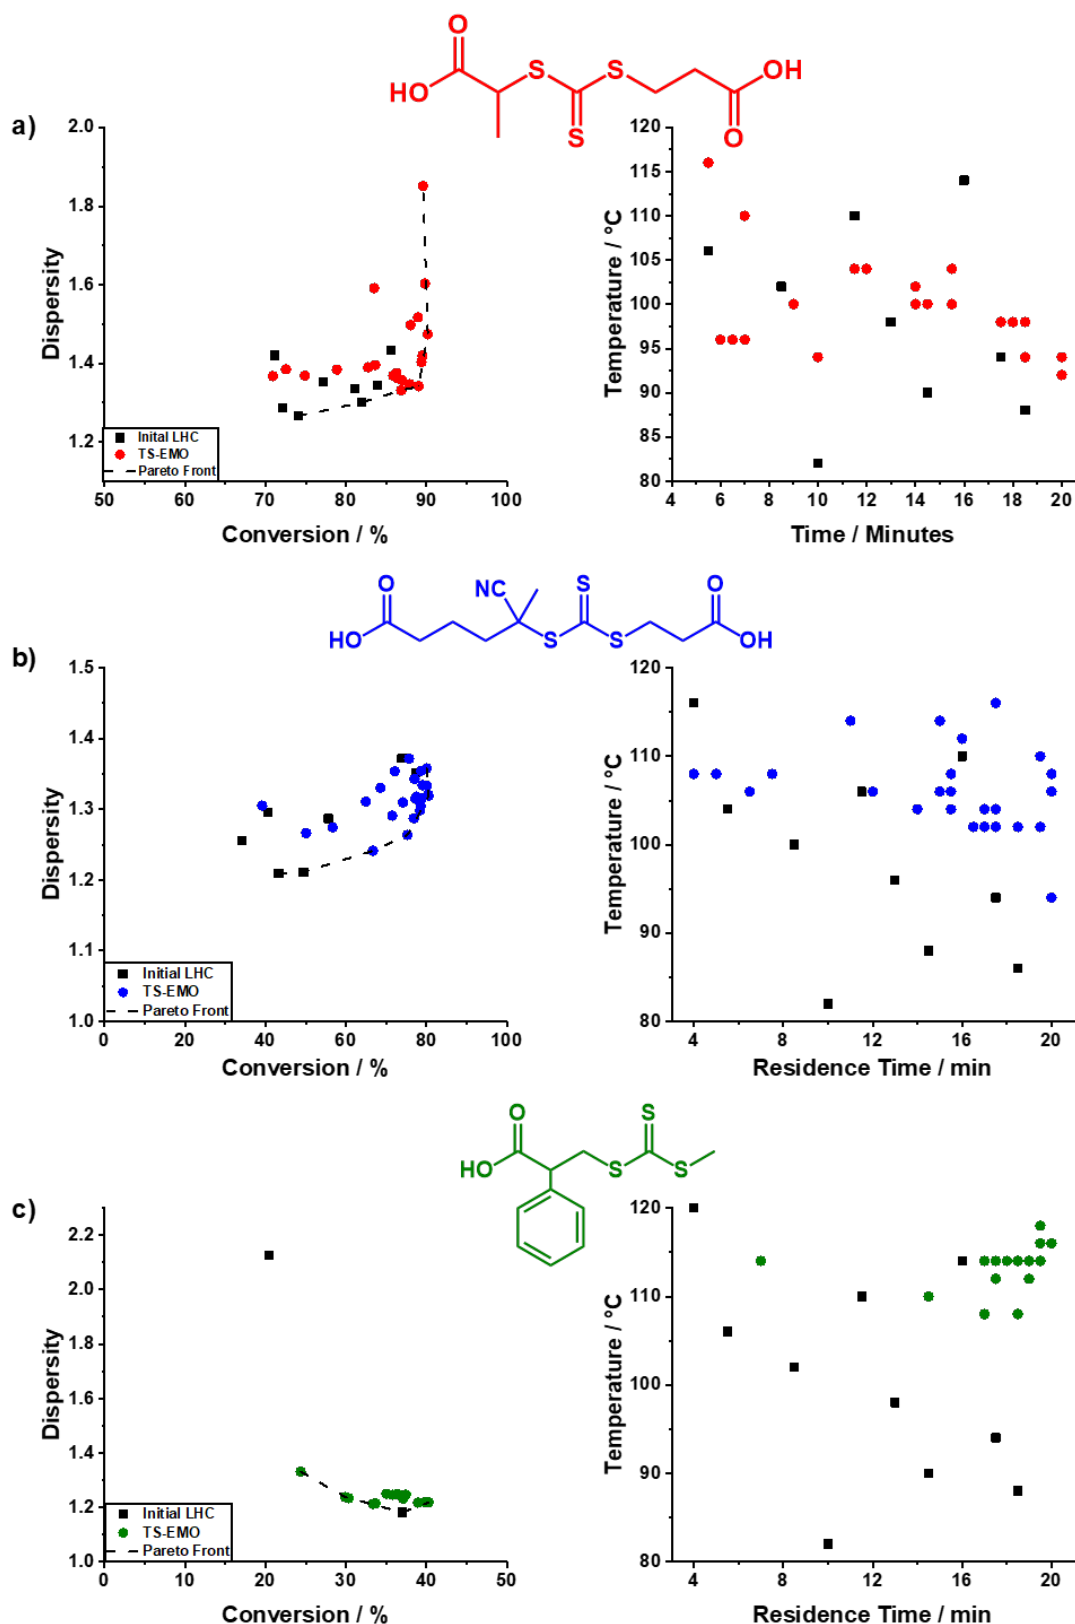 O
HO
S
S
S
OH
O
a)
2.0
1.8
1.6
1.4
1.2
Dispersity
Inital LHC
TS-EMO
Pareto Front
50 60 70 80 90 100
Conversion / %
120
115
110
105
100
95
90
85
80
Temperature / °C
4 6 8 10 12 14 16 18 20
Time / Minutes
O
HO
NC
S
S
S
O
OH
b)
1.5
1.4
1.3
1.2
1.1
1.0
Dispersity
Initial LHC
TS-EMO
Pareto Front
0 20 40 60 80 100
Conversion / %
120
110
100
90
80
Temperature / °C
4 8 12 16 20
Residence Time / min
O
HO
S
S
S
c)
2.2
2.0
1.8
1.6
1.4
1.2
1.0
Dispersity
Initial LHC
TS-EMO
Pareto Front
0 10 20 30 40 50
Conversion / %
120
110
100
90
80
Temperature / °C
4 8 12 16 20
Residence Time / min